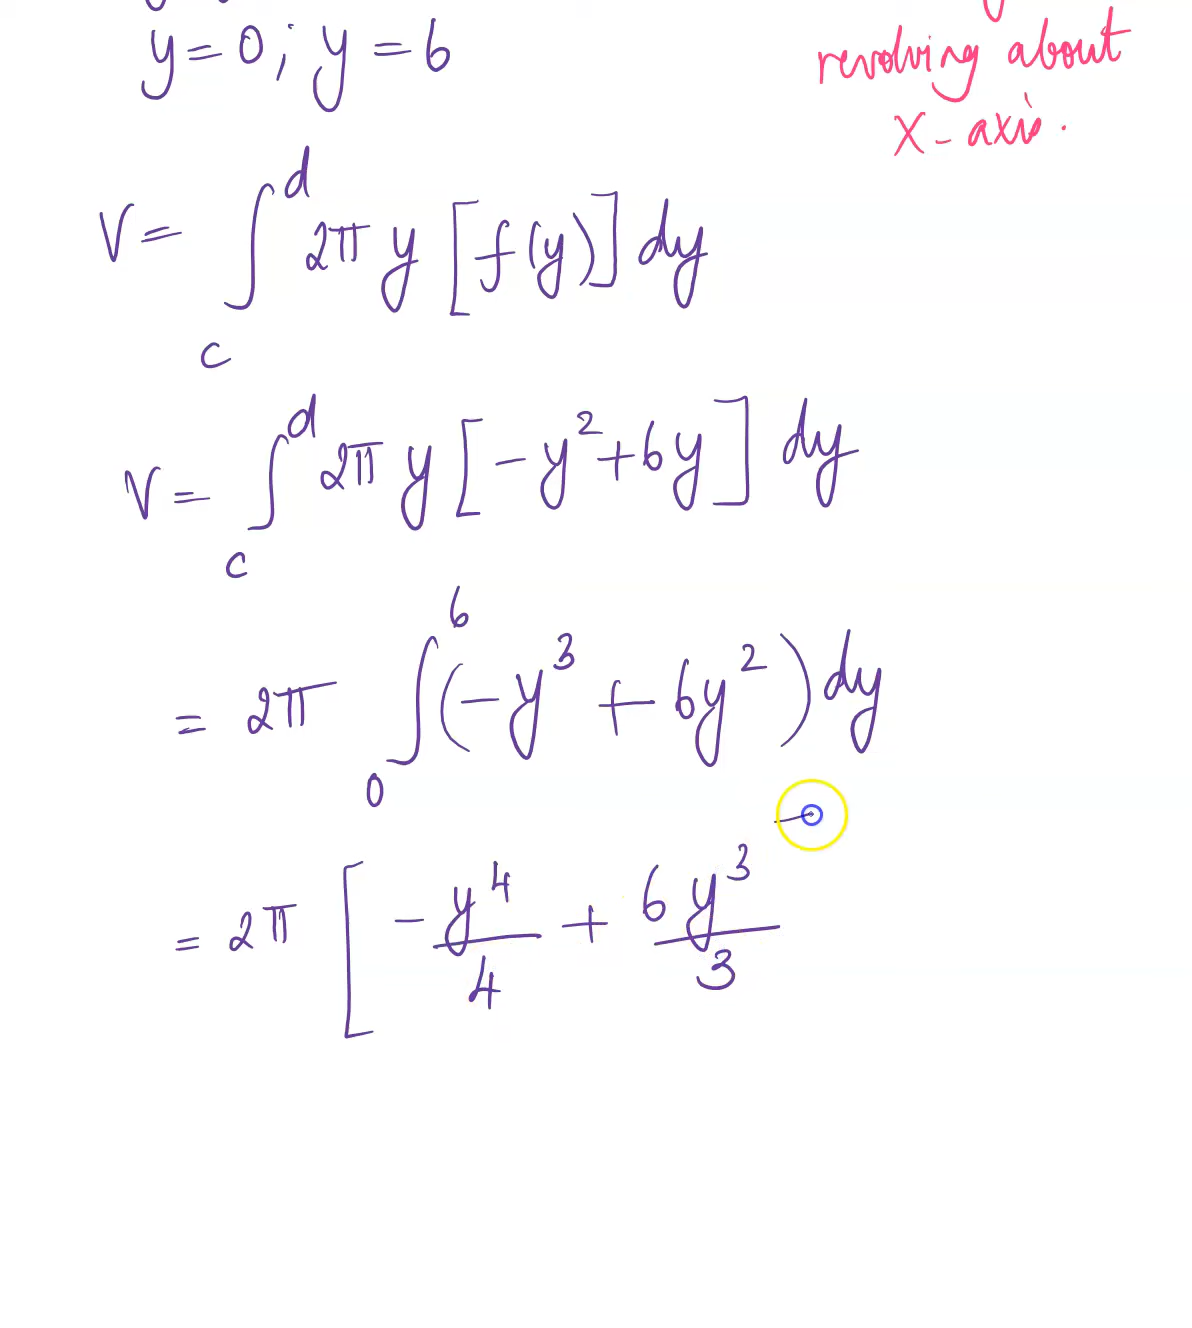 y = 0 ; y = 6
revolving about
X - axis.
V = ∫_c^d 2π y [f(y)] dy
V = ∫_c^d 2π y [-y² + 6y] dy
= 2π ∫_0^6 (-y³ + 6y²) dy
= 2π [ -y⁴/4 + 6y³/3